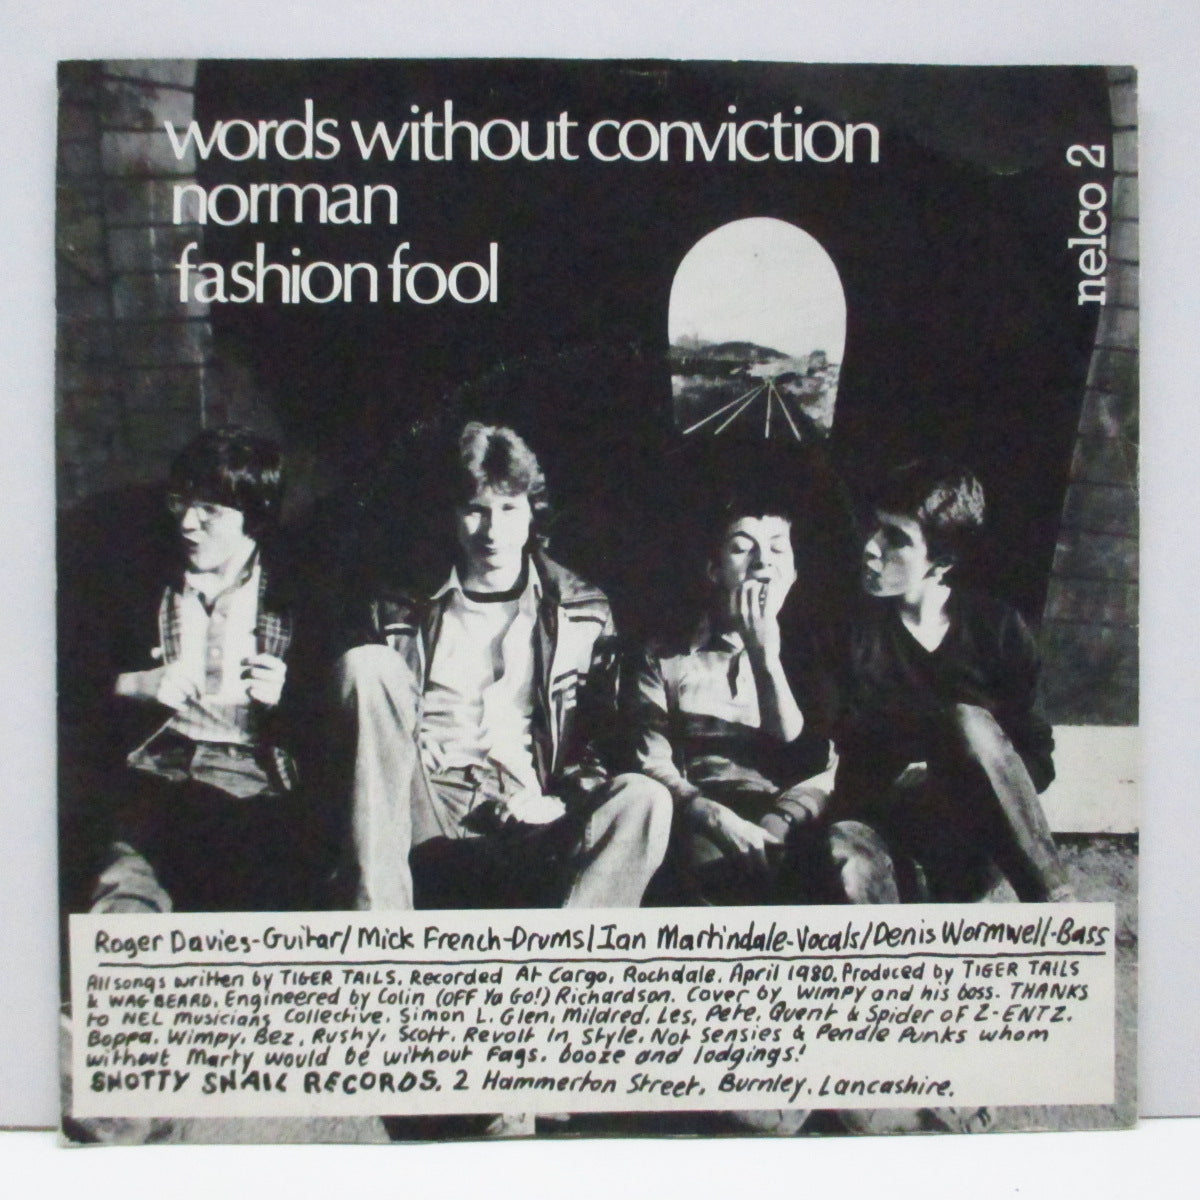 words without conviction
norman
fashion fool
nelco 2
Roger Davies-Guitar/Mick French-Drums/Ian Martindale-Vocals/Denis Wormwell-Bass
All songs written by TIGER TAILS. Recorded At Cargo, Rochdale. April 1980. Produced by TIGER TAILS
& WAG BEARD. Engineered by Colin (OFF Ya GO!) Richardson. Cover by WIMPY and his boss. THANKS
to NEL Musicians Collective. Simon L. Glen. Mildred. Les, Pete, Quent & Spider of Z-ENTZ.
Boppa. Wimpy. Bez. Rushy. Scott. Revolt In Style. Not Sensies & Pendle Punks whom
without Marty would be without Fags. booze and lodgings!
SNOTTY SNAIL RECORDS. 2 Hammerton Street. Burnley. Lancashire.